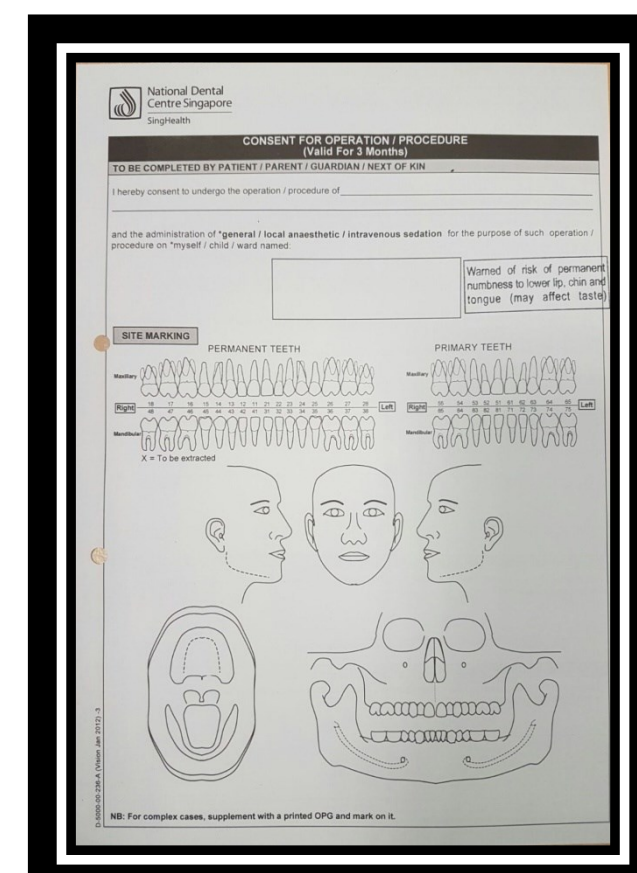 National Dental
Centre Singapore
SingHealth
CONSENT FOR OPERATION / PROCEDURE
(Valid For 3 Months)
TO BE COMPLETED BY PATIENT / PARENT / GUARDIAN / NEXT OF KIN
I hereby consent to undergo the operation / procedure of
and the administration of *general / local anaesthetic / intravenous sedation for the purpose of such operation /
procedure on *myself / child / ward named:
Warned of risk of permanent
numbness to lower lip, chin and
tongue (may affect taste)
SITE MARKING
PERMANENT TEETH
PRIMARY TEETH
Maxillary
Maxillary
18 17 16 15 14 13 12 11 21 22 23 24 25 26 27 28
Right
Left
48 47 46 45 44 43 42 41 31 32 33 34 35 36 37 38
55 54 53 52 51 61 62 63 64 65
Right
Left
85 84 83 82 81 71 72 73 74 75
Mandibular
Mandibular
X = To be extracted
D-5000-00-236-A (Vision Jan 2012) -3
NB: For complex cases, supplement with a printed OPG and mark on it.